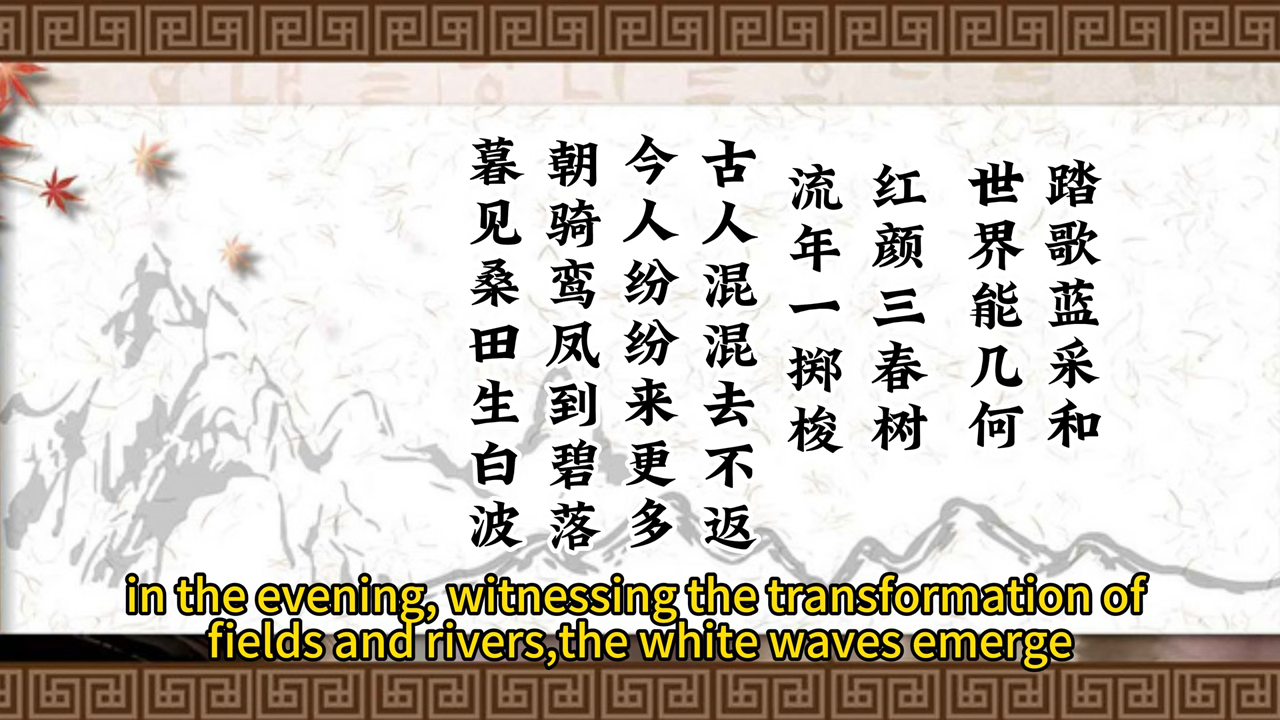 踏歌蓝采和
世界能几何
红颜三春树
流年一掷梭
古人混混去不返
今人纷纷来更多
朝骑鸾凤到碧落
暮见桑田生白波
in the evening, witnessing the transformation of
fields and rivers,the white waves emerge